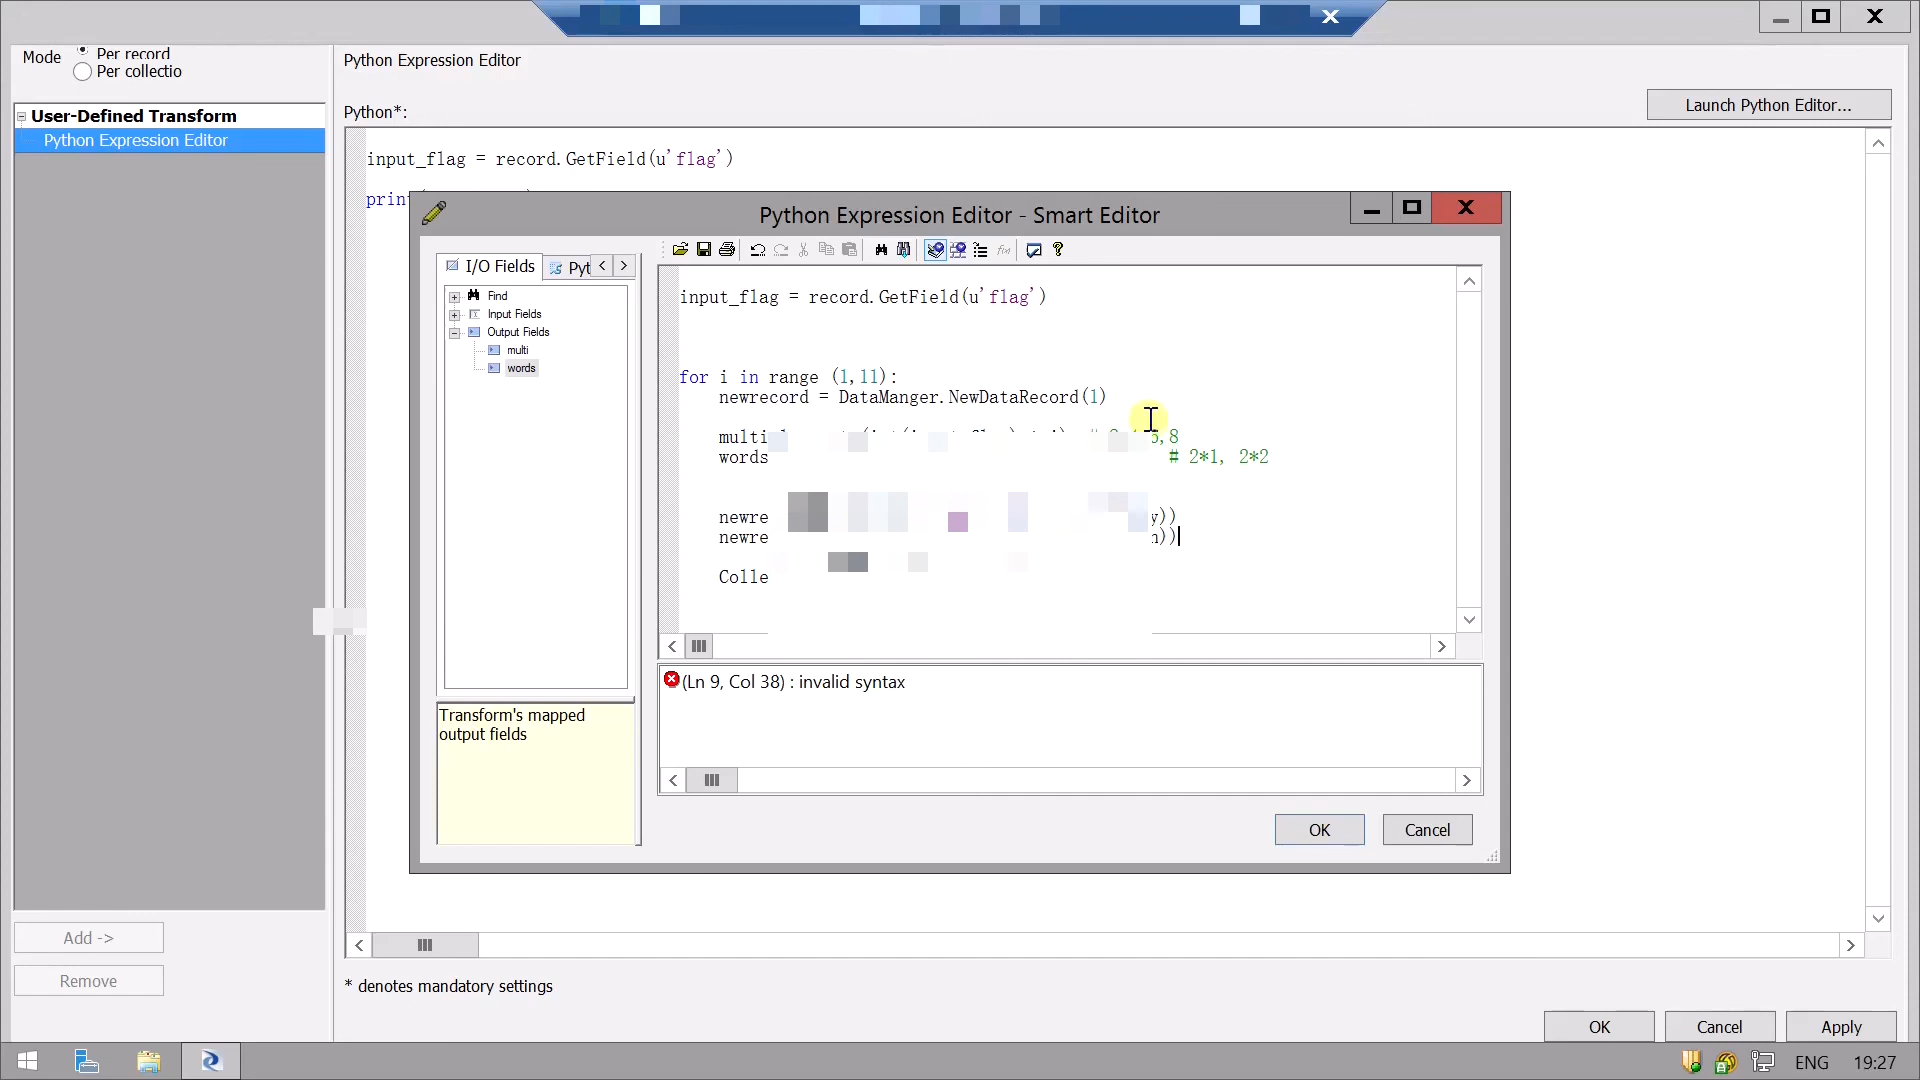 Mode
Per record
Per collectio
User-Defined Transform
Python Expression Editor
Add ->
Remove
Python Expression Editor
Python*:
Launch Python Editor...
input_flag = record.GetField(u'flag')
Python Expression Editor - Smart Editor
I/O Fields
Pyt
Find
Input Fields
Output Fields
multi
words
Transform's mapped
output fields
input_flag = record.GetField(u'flag')
for i in range (1,11):
newrecord = DataManger.NewDataRecord(1)
multi ,8
words # 2*1, 2*2
newre y))
newre ))
Colle
(Ln 9, Col 38) : invalid syntax
OK
Cancel
* denotes mandatory settings
OK
Cancel
Apply
ENG
19:27